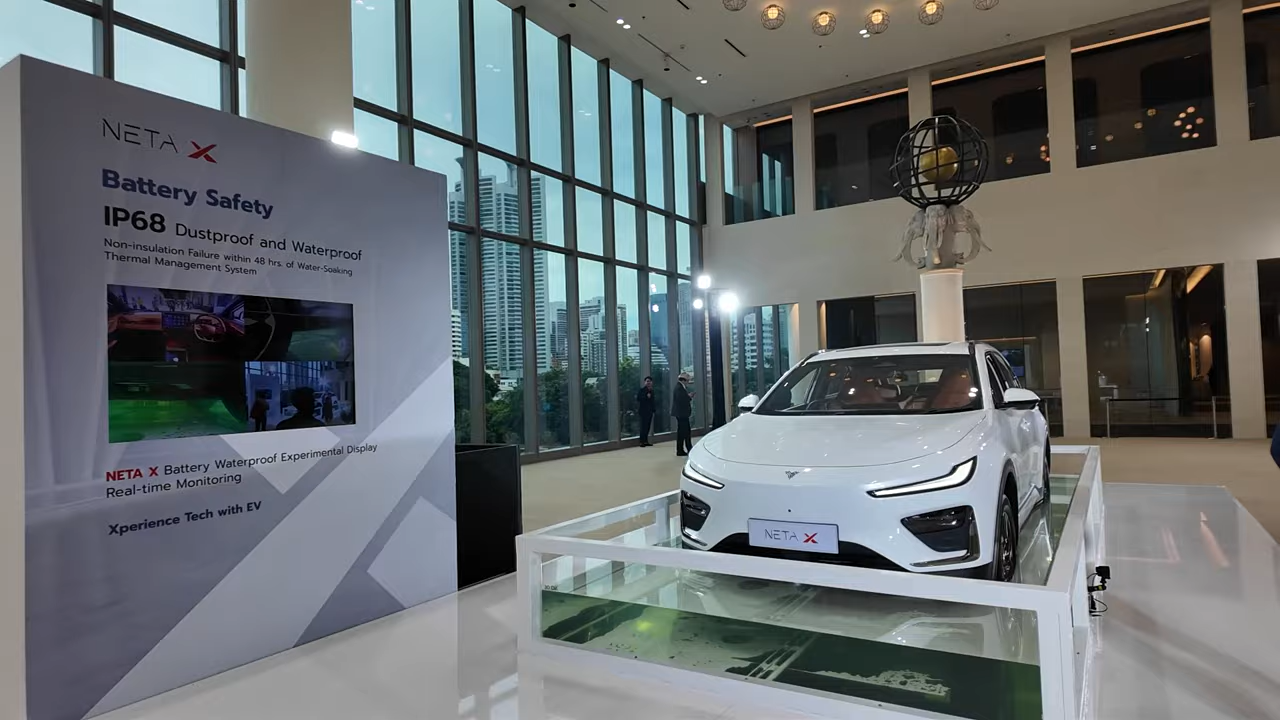 NETA X
Battery Safety
IP68 Dustproof and Waterproof
Non-insulation Failure within 48 hrs. of Water-Soaking
Thermal Management System
NETA X Battery Waterproof Experimental Display
Real-time Monitoring
Xperience Tech with EV
NETA X